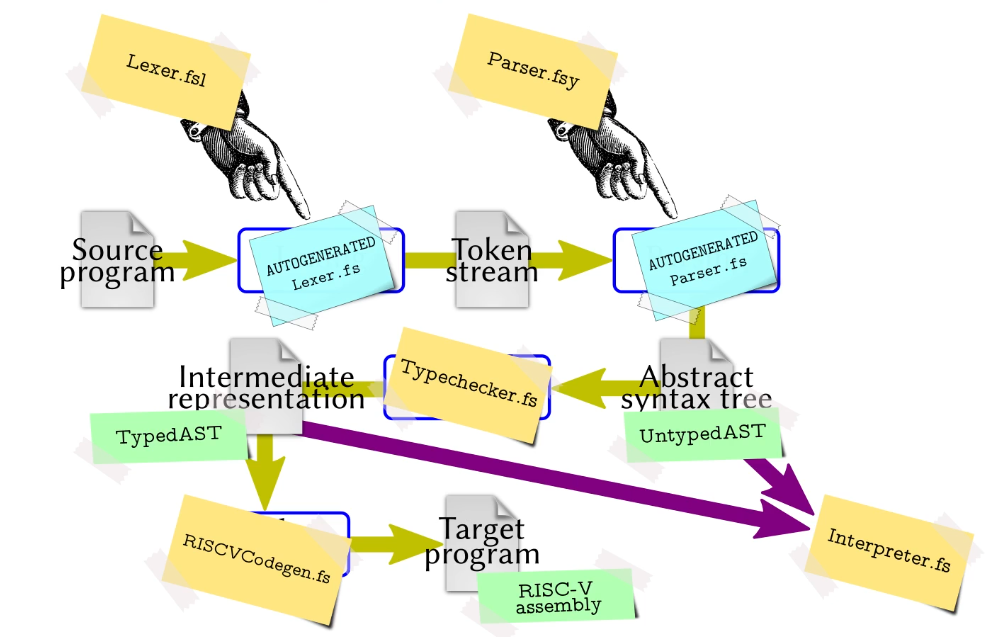 Lexer.fsl
Parser.fsy
Source
program
AUTOGENERATED
Lexer.fs
Token
stream
AUTOGENERATED
Parser.fs
Intermediate
representation
TypedAST
Typechecker.fs
Abstract
syntax tree
UntypedAST
RISCVCodegen.fs
Target
program
RISC-V
assembly
Interpreter.fs